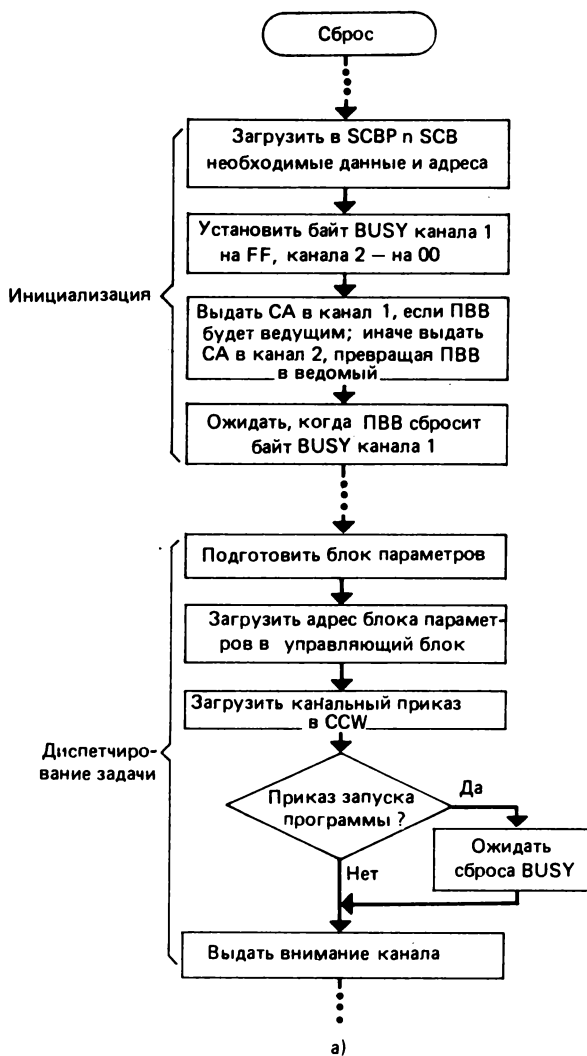 Сброс
Загрузить в SCBP п SCB
необходимые данные и адреса
Установить байт BUSY канала 1
на FF, канала 2 — на 00
Инициализация
Выдать СА в канал 1, если ПВВ
будет ведущим; иначе выдать
СА в канал 2, превращая ПВВ
в ведомый
Ожидать, когда ПВВ сбросит
байт BUSY канала 1
Подготовить блок параметров
Загрузить адрес блока парамет-
ров в управляющий блок
Загрузить канальный приказ
в CCW
Диспетчиро-
вание задачи
Приказ запуска
программы ?
Да
Ожидать
сброса BUSY
Нет
Выдать внимание канала
а)